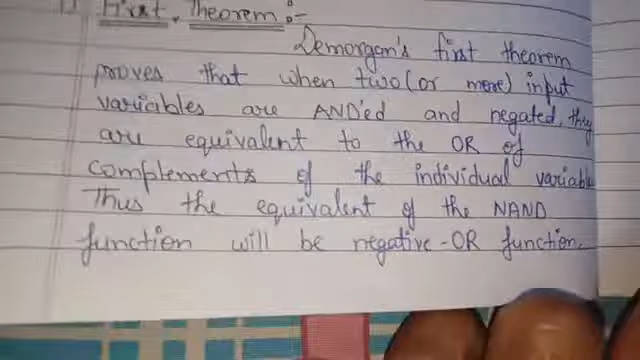 1) First Theorem :-
Demorgan's first theorem
proves that when two (or more) input
variables are AND'ed and negated, they
are equivalent to the OR of
complements of the individual variable
Thus the equivalent of the NAND
function will be negative-OR function.